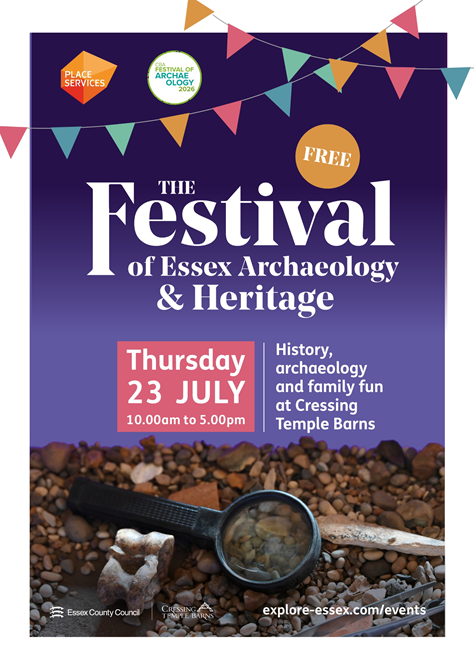 PLACE
SERVICES
CBA
FESTIVAL OF
ARCHAE
OLOGY
2026
FREE
THE
Festival
of Essex Archaeology
& Heritage
Thursday
23 JULY
10.00am to 5.00pm
History,
archaeology
and family fun
at Cressing
Temple Barns
Essex County Council
CRESSING
TEMPLE BARNS
explore-essex.com/events